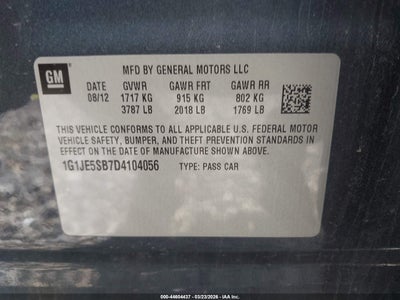 GM
MFD BY GENERAL MOTORS LLC
DATE GVWR GAWR FRT GAWR RR
08/12 1717 KG 915 KG 802 KG
3787 LB 2018 LB 1769 LB
THIS VEHICLE CONFORMS TO ALL APPLICABLE U.S. FEDERAL MOTOR
VEHICLE SAFETY, BUMPER, AND THEFT PREVENTION STANDARDS IN
EFFECT ON THE DATE OF MANUFACTURE SHOWN ABOVE.
1G1JE5SB7D4104056 TYPE: PASS CAR
000-44604437 - 03/23/2026 - IAA Inc.